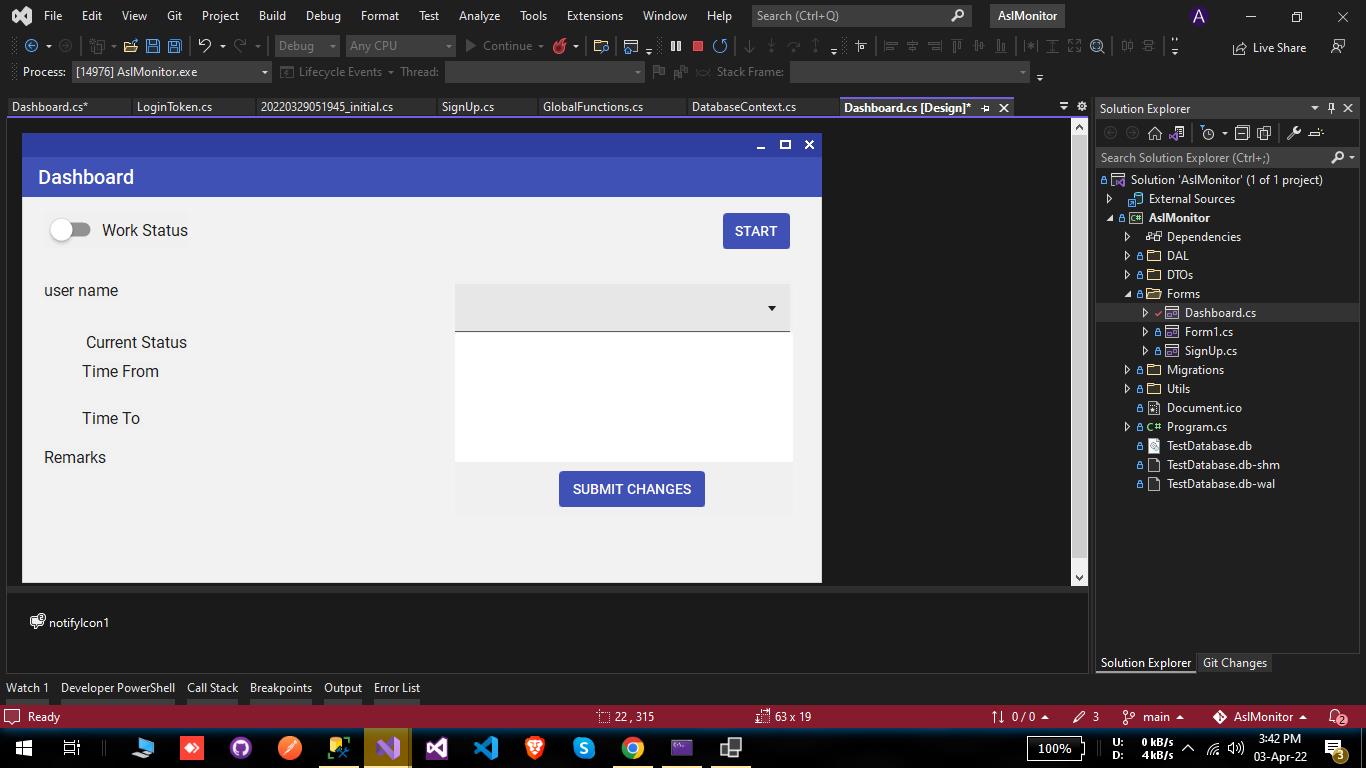 File Edit View Git Project Build Debug Format Test Analyze Tools Extensions Window Help Search (Ctrl+Q) AslMonitor A
Debug Any CPU Continue Live Share
Process: [14976] AslMonitor.exe Lifecycle Events Thread: Stack Frame:
Dashboard.cs* LoginToken.cs 20220329051945_initial.cs SignUp.cs GlobalFunctions.cs DatabaseContext.cs Dashboard.cs [Design]*
Dashboard
Work Status START
user name
Current Status
Time From
Time To
Remarks
SUBMIT CHANGES
notifyIcon1
Solution Explorer
Search Solution Explorer (Ctrl+;)
Solution 'AslMonitor' (1 of 1 project)
External Sources
C# AslMonitor
Dependencies
DAL
DTOs
Forms
Dashboard.cs
Form1.cs
SignUp.cs
Migrations
Utils
Document.ico
C# Program.cs
TestDatabase.db
TestDatabase.db-shm
TestDatabase.db-wal
Solution Explorer Git Changes
Watch 1 Developer PowerShell Call Stack Breakpoints Output Error List
Ready 22 , 315 63 x 19 0 / 0 3 main AslMonitor 2
100% U: 0 kB/s 3:42 PM
D: 4 kB/s 03-Apr-22 3